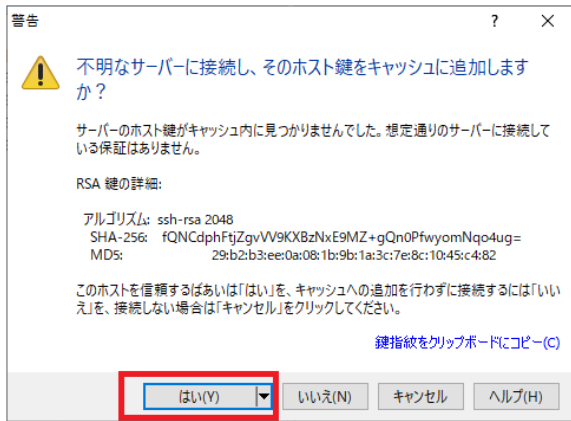 警告
? ×
不明なサーバーに接続し、そのホスト鍵をキャッシュに追加します
か？
サーバーのホスト鍵がキャッシュ内に見つかりませんでした。想定通りのサーバーに接続して
いる保証はありません。
RSA 鍵の詳細:
アルゴリズム: ssh-rsa 2048
SHA-256: fQNCdphFtjZgvVV9KXBzNxE9MZ+gQn0PfwyomNqo4ug=
MD5: 29:b2:b3:ee:0a:08:1b:9b:1a:3c:7e:8c:10:45:c4:82
このホストを信頼するばあいは「はい」を、キャッシュへの追加を行わずに接続するには「いい
え」を、接続しない場合は「キャンセル」をクリックしてください。
鍵指紋をクリップボードにコピー(C)
はい(Y) いいえ(N) キャンセル ヘルプ(H)